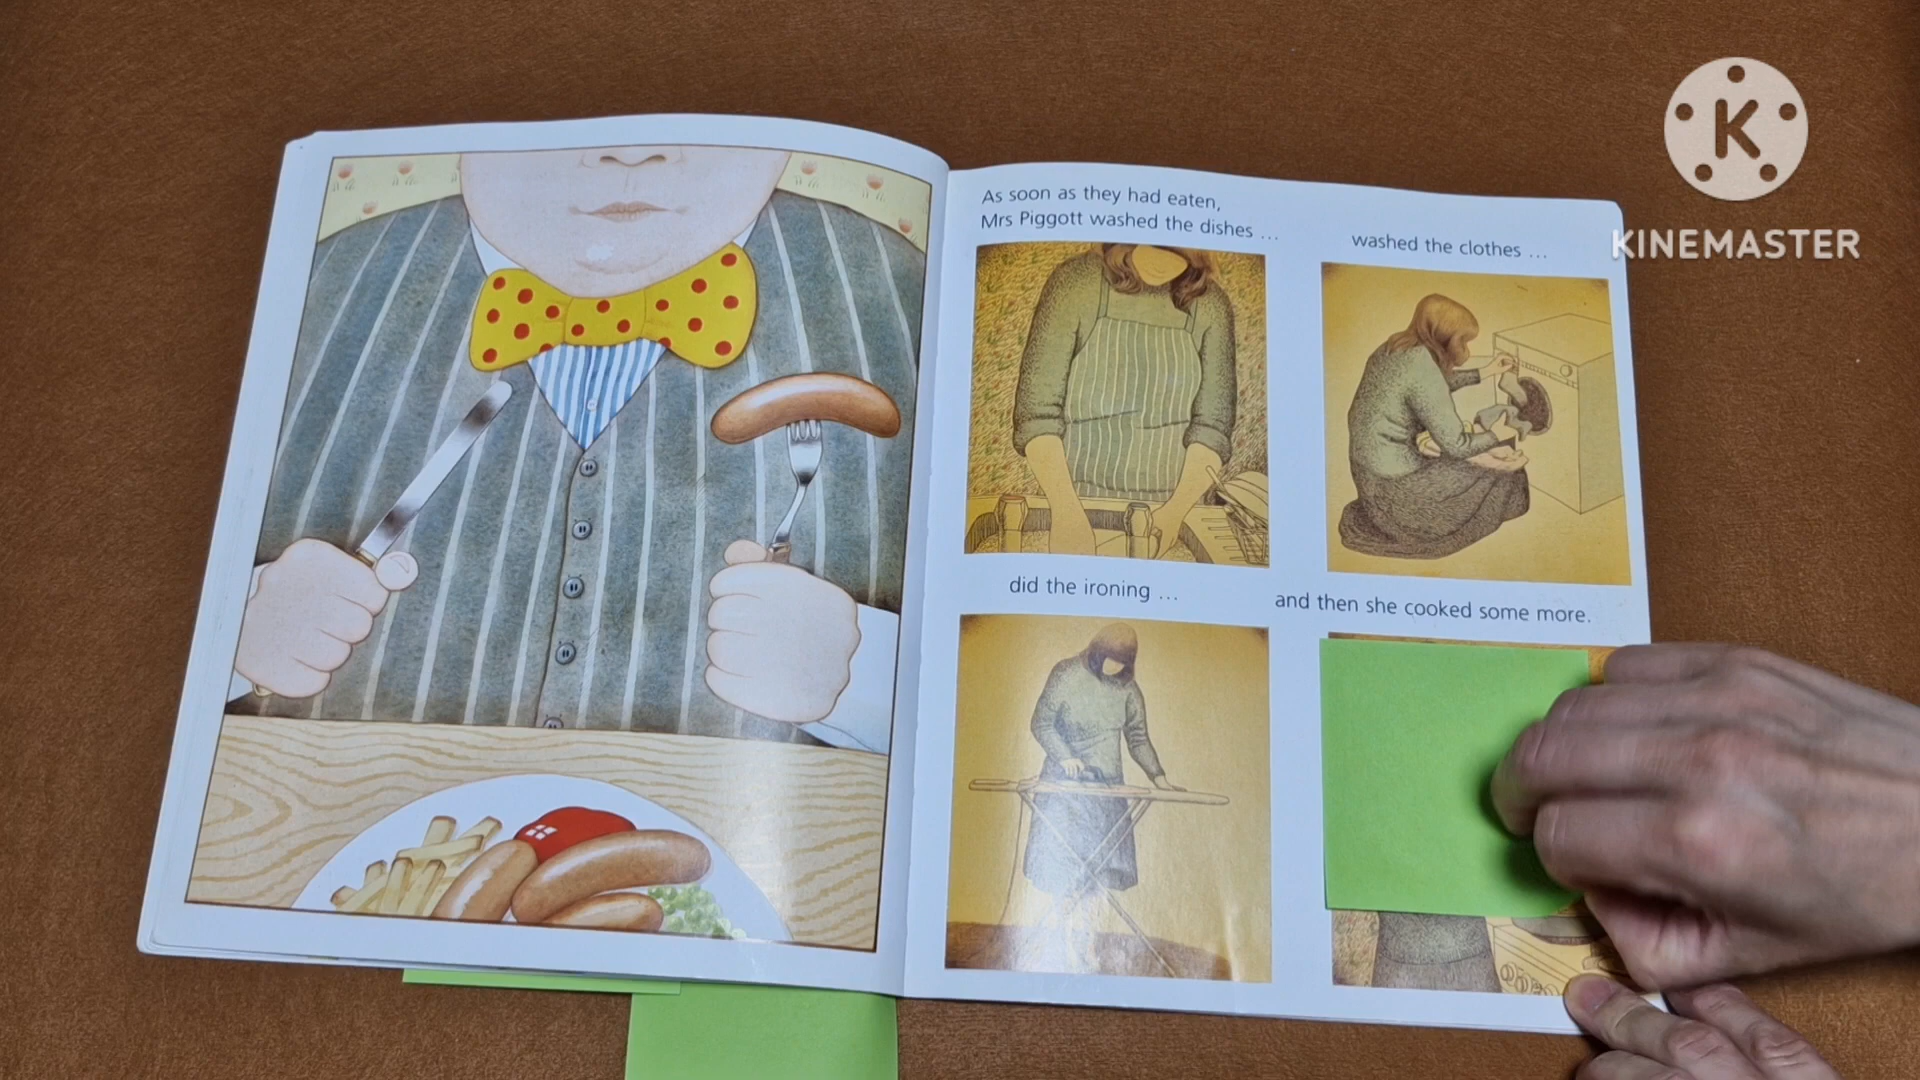 As soon as they had eaten,
Mrs Piggott washed the dishes ...
washed the clothes ...
did the ironing ...
and then she cooked some more.
K
KINEMASTER